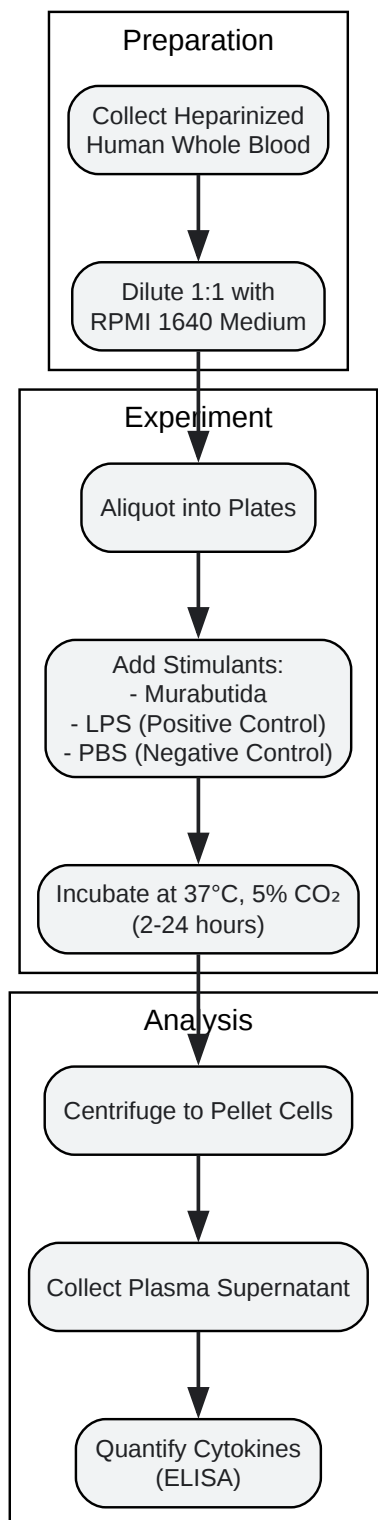 Preparation
Collect Heparinized
Human Whole Blood
Dilute 1:1 with
RPMI 1640 Medium
Experiment
Aliquot into Plates
Add Stimulants:
- Murabutida
- LPS (Positive Control)
- PBS (Negative Control)
Incubate at 37°C, 5% CO₂
(2-24 hours)
Analysis
Centrifuge to Pellet Cells
Collect Plasma Supernatant
Quantify Cytokines
(ELISA)